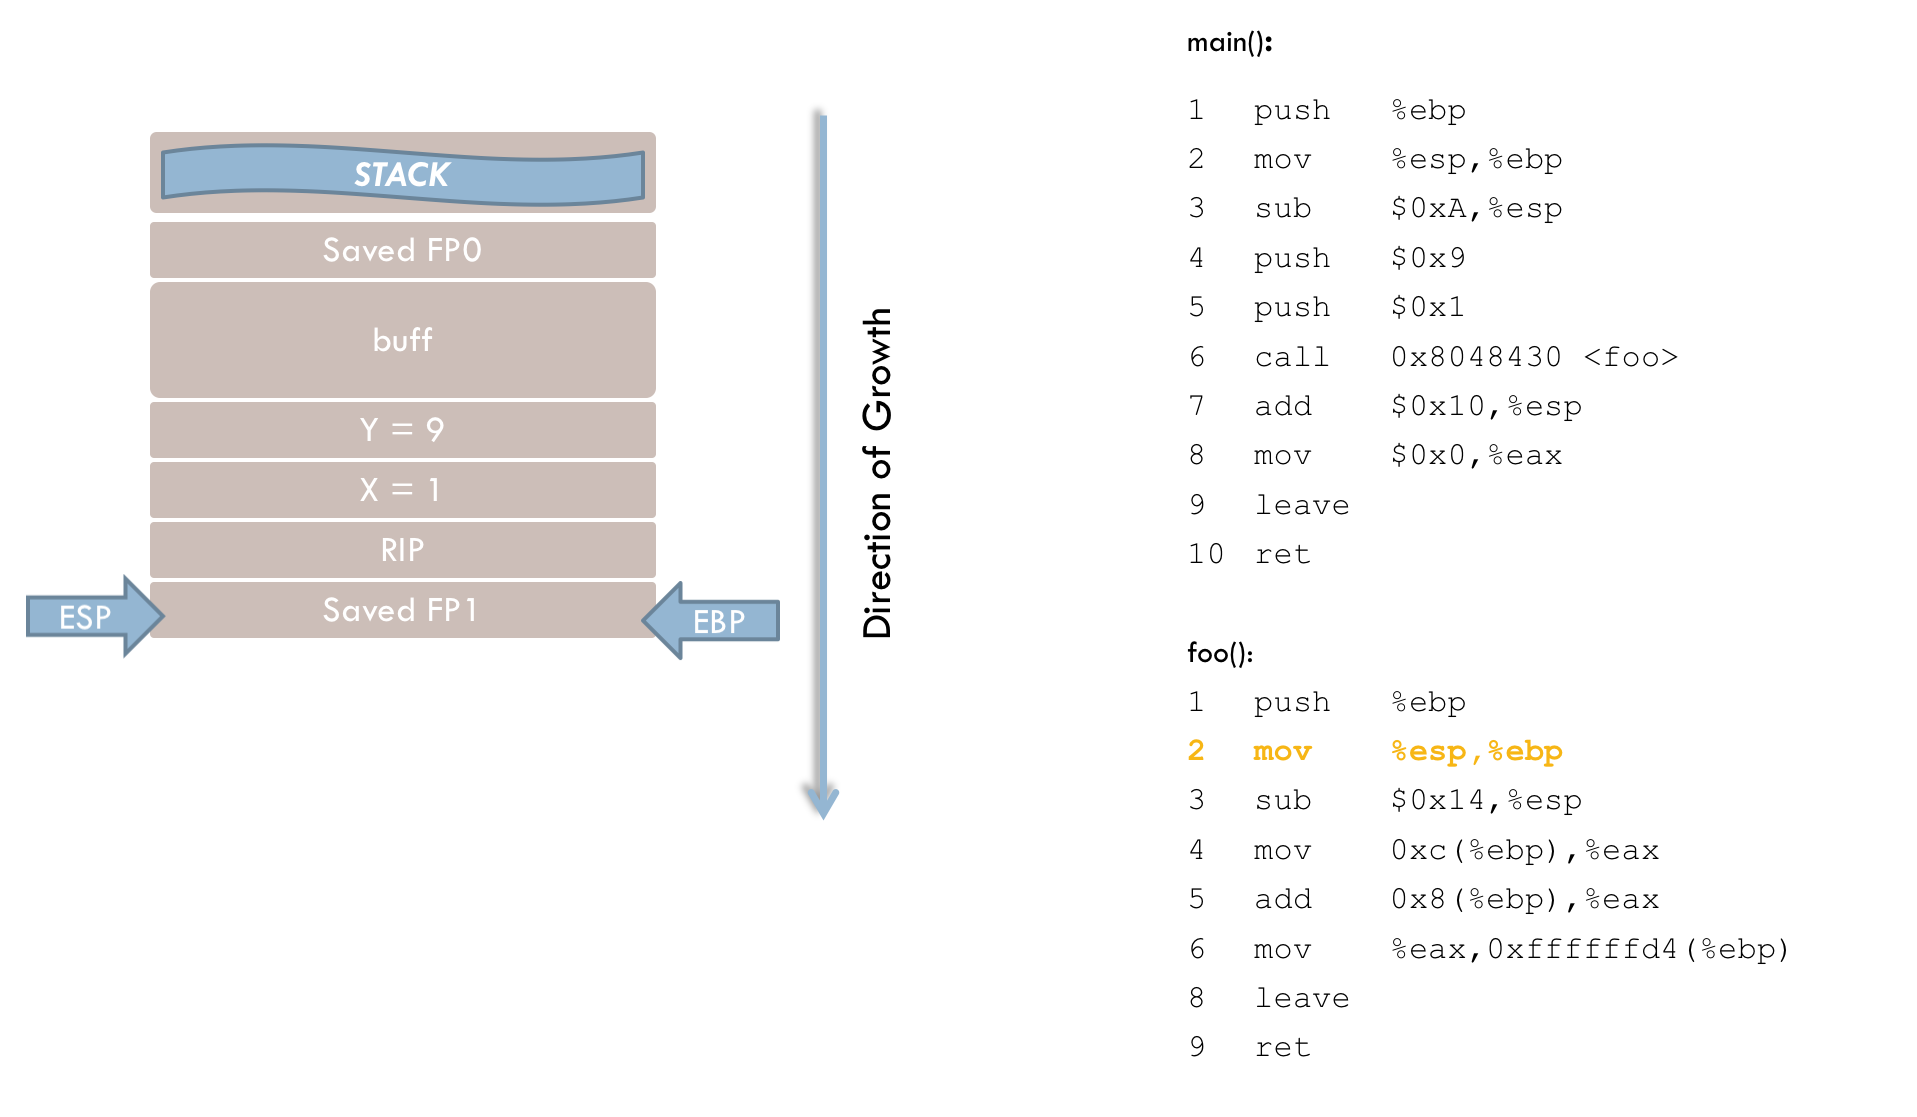 STACK
Saved FP0
buff
Y = 9
X = 1
RIP
Saved FP1
ESP
EBP
Direction of Growth
main():
1 push %ebp
2 mov %esp,%ebp
3 sub $0xA,%esp
4 push $0x9
5 push $0x1
6 call 0x8048430 <foo>
7 add $0x10,%esp
8 mov $0x0,%eax
9 leave
10 ret
foo():
1 push %ebp
2 mov %esp,%ebp
3 sub $0x14,%esp
4 mov 0xc(%ebp),%eax
5 add 0x8(%ebp),%eax
6 mov %eax,0xffffffd4(%ebp)
8 leave
9 ret